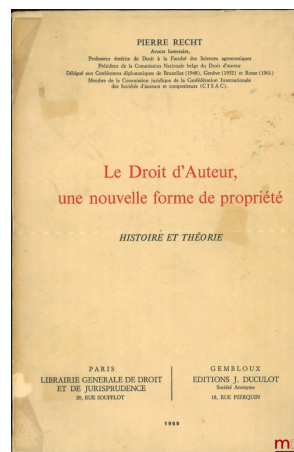 PIERRE RECHT
Avocat honoraire,
Professeur émérite de Droit à la Faculté des Sciences agronomiques
Président de la Commission Nationale belge du Droit d'auteur
Délégué aux Conférences diplomatiques de Bruxelles (1948), Genève (1952) et Rome (1961)
Membre de la Commission juridique de la Confédération Internationale
des Sociétés d'auteurs et compositeurs (CISAC).
Le Droit d'Auteur,
une nouvelle forme de propriété
HISTOIRE ET THÉORIE
PARIS
LIBRAIRIE GENERALE DE DROIT
ET DE JURISPRUDENCE
20, RUE SOUFFLOT
GEMBLOUX
EDITIONS J. DUCULOT
Société Anonyme
18, RUE PIERQUIN
1969
m